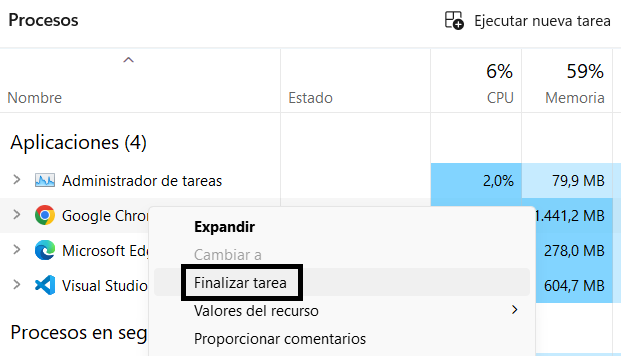 Procesos
Ejecutar nueva tarea
6% 59%
Nombre Estado CPU Memoria
Aplicaciones (4)
Administrador de tareas 2,0% 79,9 MB
Google Chro 1.441,2 MB
Expandir
Microsoft Ed 278,0 MB
Cambiar a
Visual Studio 604,7 MB
Finalizar tarea
Valores del recurso
Procesos en seg
Proporcionar comentarios